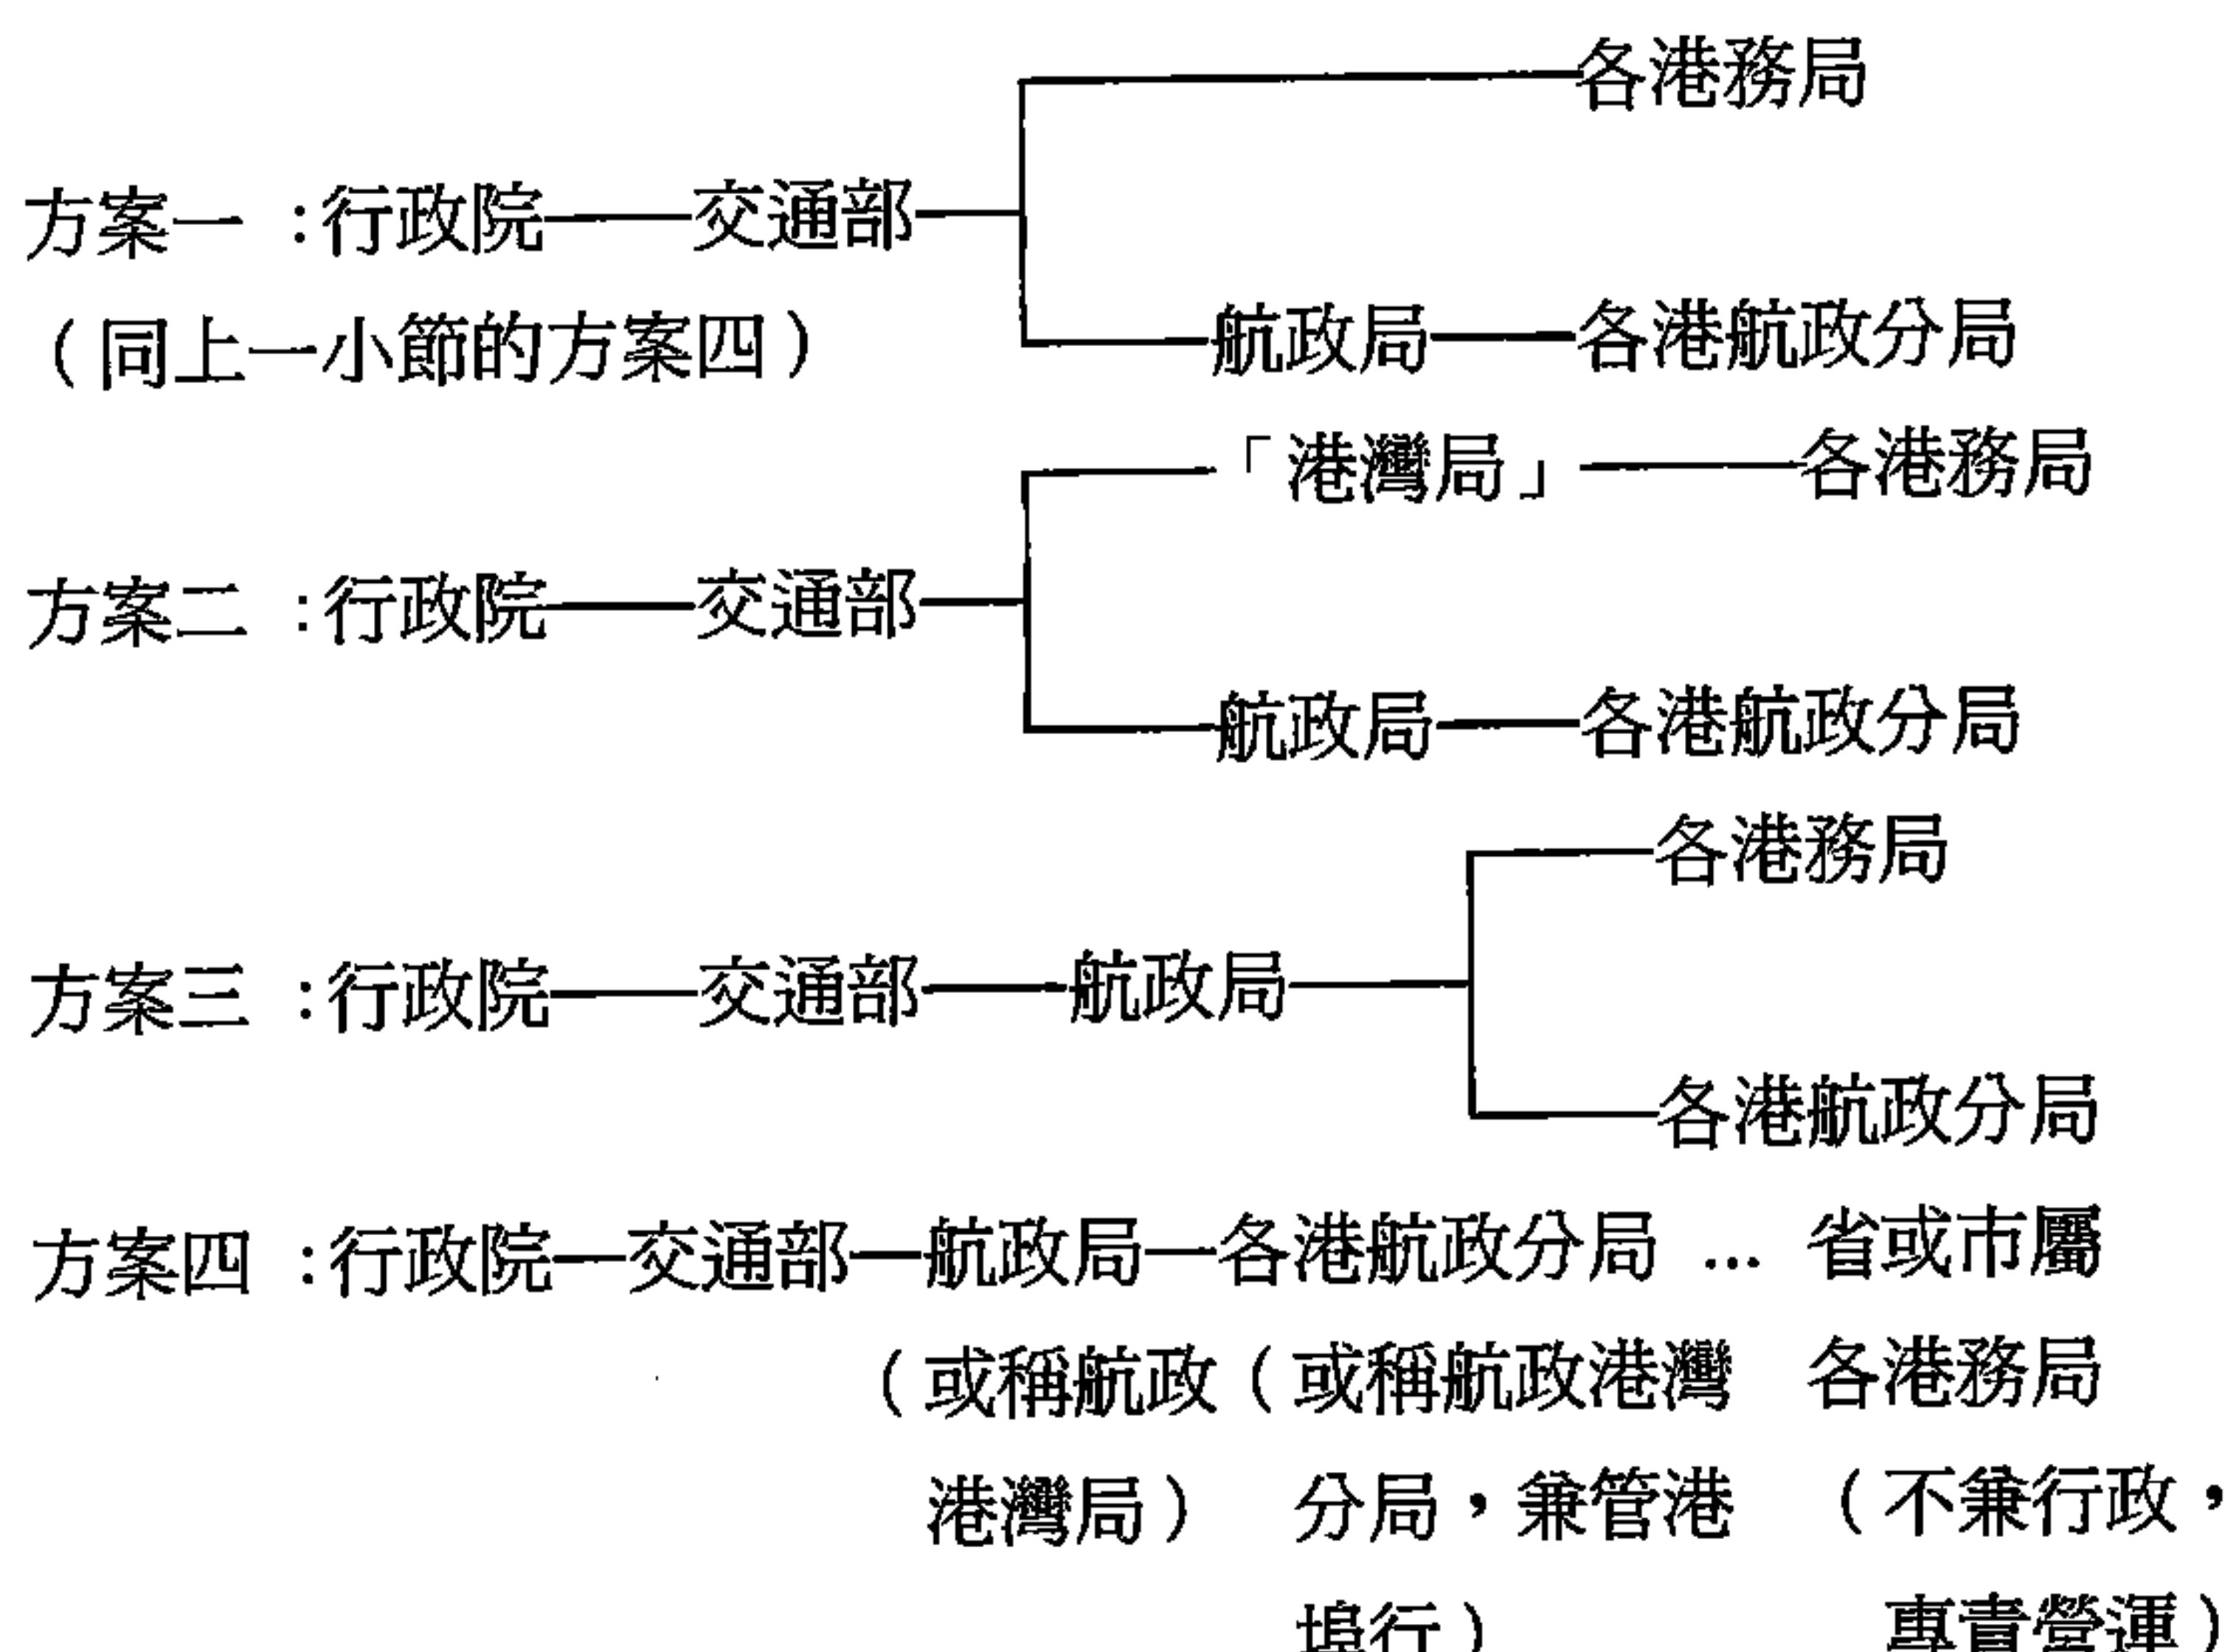 各港務局
方案一 :行政院 交通部
(同上一小節的方案四) 航政局 各港航政分局
「港灣局」 各港務局
方案二 :行政院 交通部
航政局 各港航政分局
各港務局
方案三 :行政院 交通部 航政局
各港航政分局
方案四 :行政院 交通部 航政局 各港航政分局 … 省或市屬
(或稱航政 (或稱航政港灣 各港務局
港灣局) 分局,兼管港 (不兼行政,
埠行) 專責營運)